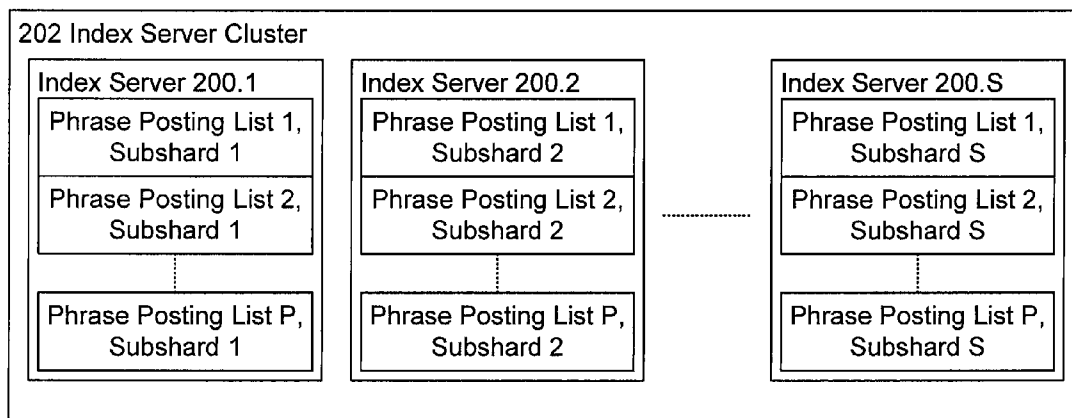 202 Index Server Cluster
Index Server 200.1
Phrase Posting List 1,
Subshard 1
Phrase Posting List 2,
Subshard 1
Phrase Posting List P,
Subshard 1
Index Server 200.2
Phrase Posting List 1,
Subshard 2
Phrase Posting List 2,
Subshard 2
Phrase Posting List P,
Subshard 2
Index Server 200.S
Phrase Posting List 1,
Subshard S
Phrase Posting List 2,
Subshard S
Phrase Posting List P,
Subshard S